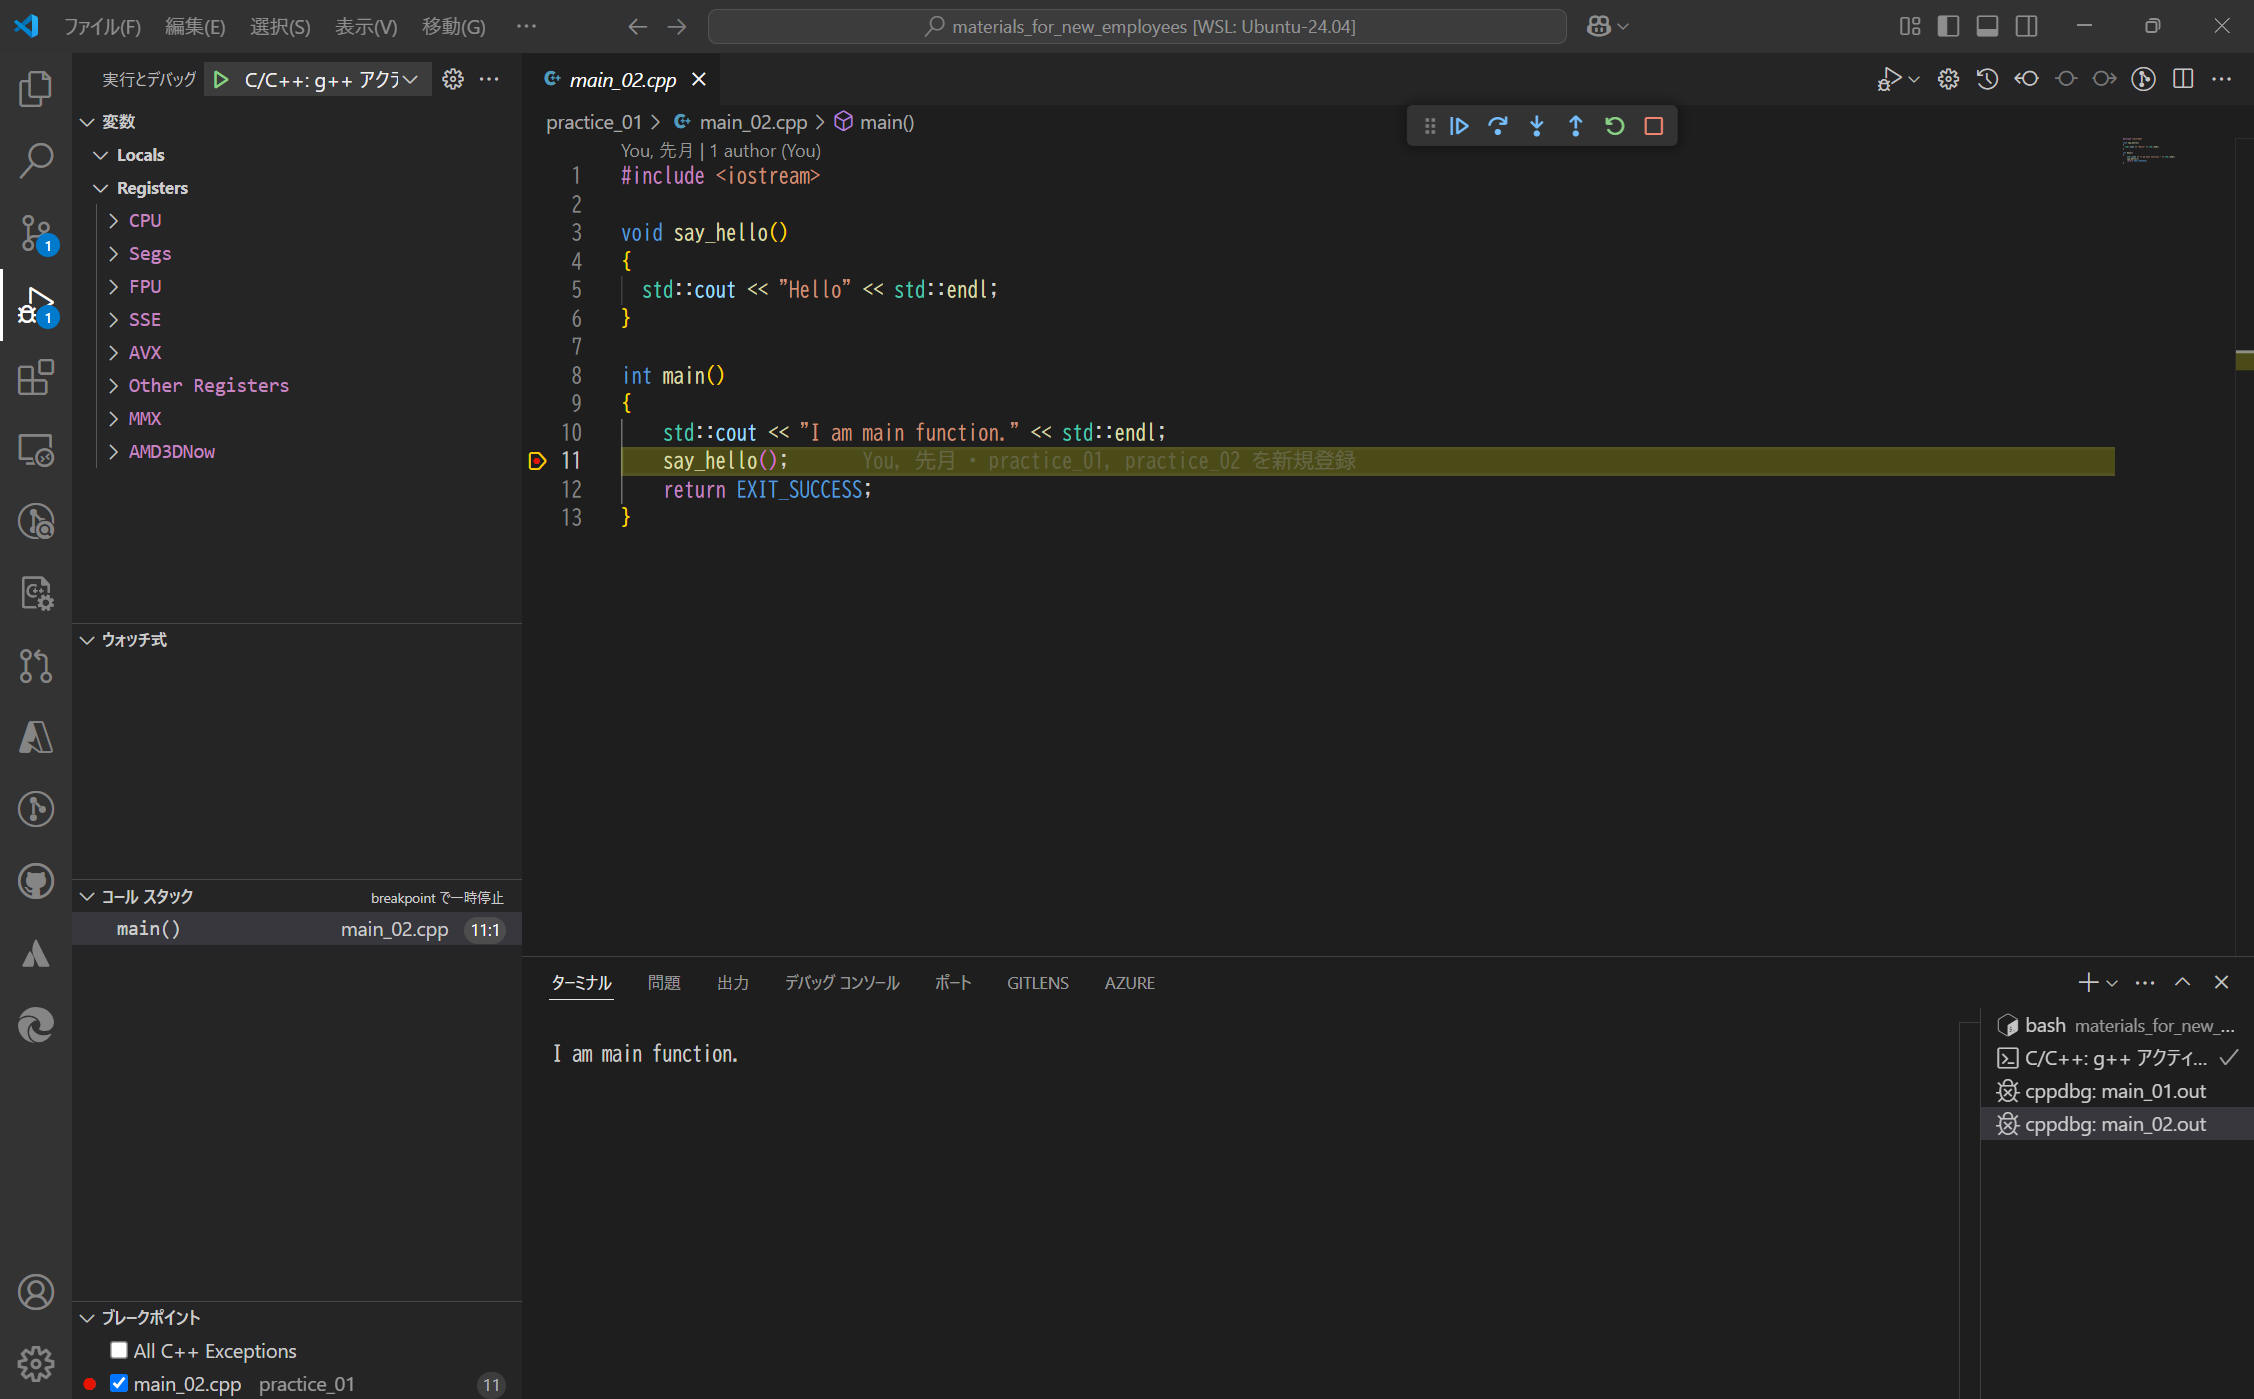 ファイル(F) 編集(E) 選択(S) 表示(V) 移動(G) ··· materials_for_new_employees [WSL: Ubuntu-24.04]
実行とデバッグ C/C++: g++ アクテ ···
main_02.cpp
変数
Locals
Registers
CPU
Segs
FPU
SSE
AVX
Other Registers
MMX
AMD3DNow
ウォッチ式
コール スタック breakpoint で一時停止
main() main_02.cpp 11:1
ブレークポイント
All C++ Exceptions
main_02.cpp practice_01 11
1
1
practice_01 > main_02.cpp > main()
You, 先月 | 1 author (You)
1 #include <iostream>
2
3 void say_hello()
4 {
5 std::cout << "Hello" << std::endl;
6 }
7
8 int main()
9 {
10 std::cout << "I am main function." << std::endl;
11 say_hello(); You, 先月 • practice_01, practice_02 を新規登録
12 return EXIT_SUCCESS;
13 }
ターミナル 問題 出力 デバッグ コンソール ポート GITLENS AZURE
I am main function.
bash materials_for_new_...
C/C++: g++ アクティ...
cppdbg: main_01.out
cppdbg: main_02.out